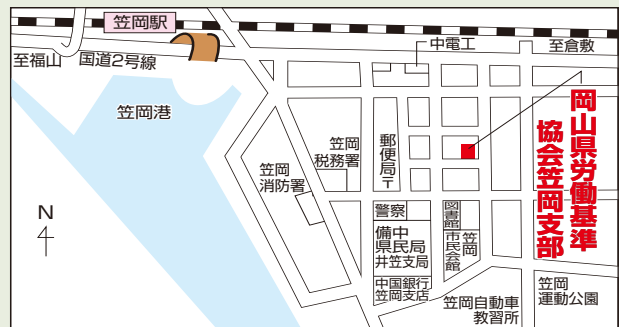 笠岡駅
中電工
至倉敷
至福山
国道2号線
笠岡港
岡山県労働基準
協会笠岡支部
郵便局〒
笠岡
税務署
笠岡
消防署
警察
図書館
備中
県民局
井笠支局
笠岡
市民会館
中国銀行
笠岡支店
笠岡自動車
教習所
笠岡
運動公園
N